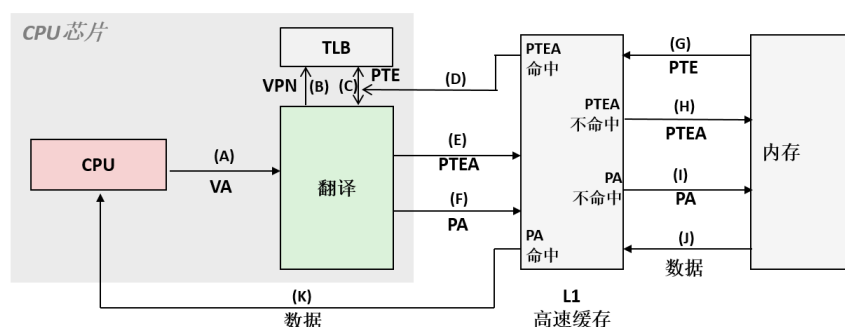 CPU芯片
TLB
VPN
(B)
(C)
PTE
(D)
CPU
(A)
VA
翻译
(E)
PTEA
(F)
PA
PTEA
命中
PTEA
不命中
PA
不命中
PA
命中
L1
高速缓存
(G)
PTE
(H)
PTEA
(I)
PA
(J)
数据
内存
(K)
数据